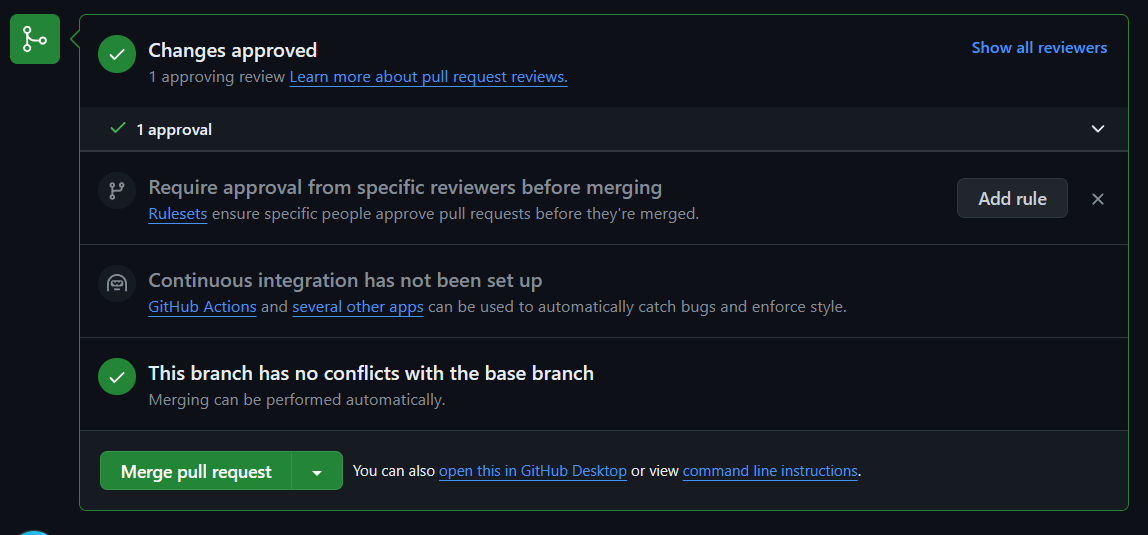 Changes approved
Show all reviewers
1 approving review Learn more about pull request reviews.
1 approval
Require approval from specific reviewers before merging
Rulesets ensure specific people approve pull requests before they're merged.
Add rule
Continuous integration has not been set up
GitHub Actions and several other apps can be used to automatically catch bugs and enforce style.
This branch has no conflicts with the base branch
Merging can be performed automatically.
Merge pull request
You can also open this in GitHub Desktop or view command line instructions.